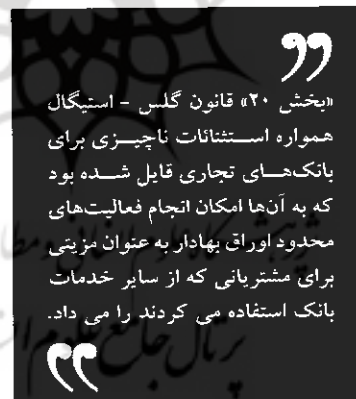 «بخش ۲۰» قانون گلس - استیگال
همواره استثنائات ناچیزی برای
بانک‌های تجاری قایل شده بود
که به آن‌ها امکان انجام فعالیت‌های
محدود اوراق بهادار به عنوان مزیتی
برای مشتریانی که از سایر خدمات
بانک استفاده می کردند را می داد.